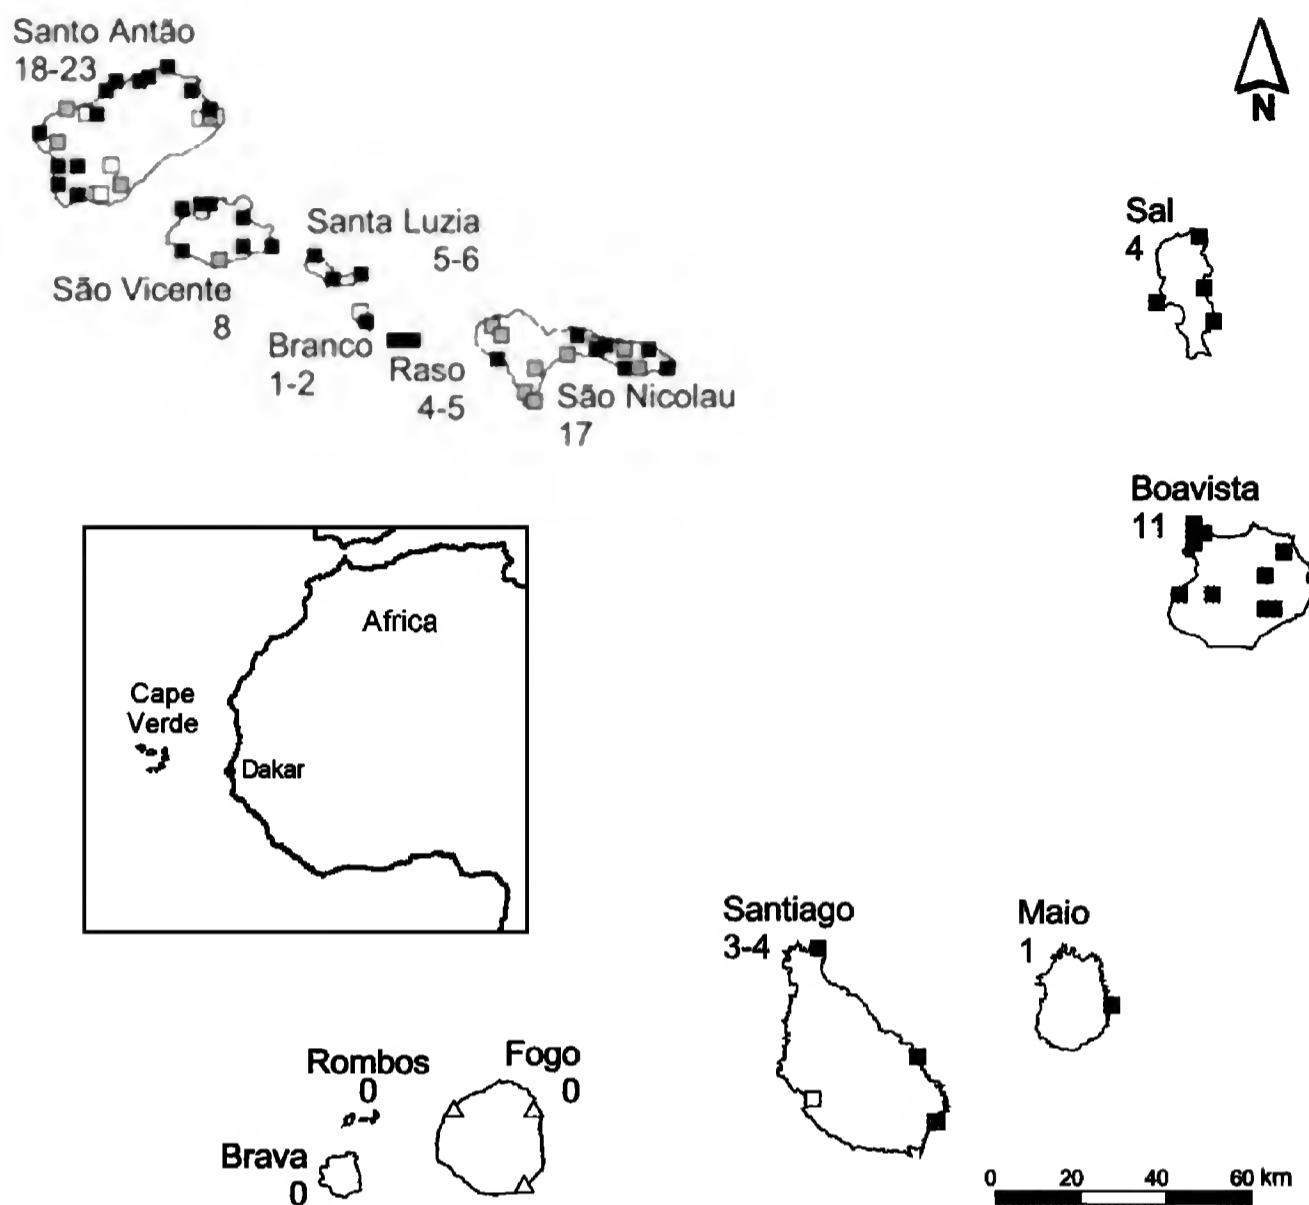 Santo Antão
18-23
N
Sal
4
Santa Luzia
5-6
São Vicente
8
Branco
1-2
Raso
4-5
São Nicolau
17
Boavista
11
Africa
Cape
Verde
Dakar
Santiago
3-4
Maio
1
Rombos
0
Fogo
0
Brava
0
0 20 40 60 km